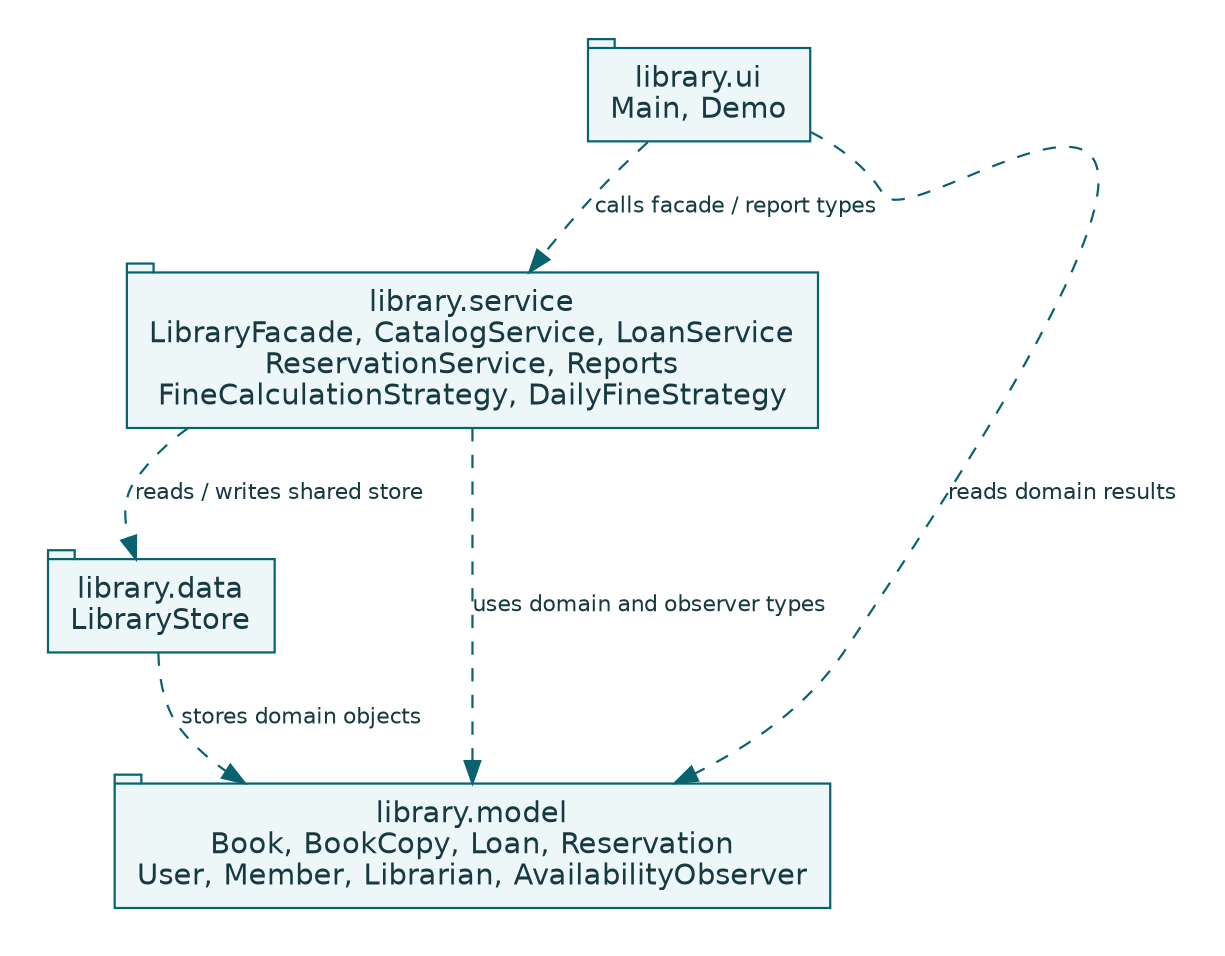 library.ui
Main, Demo
calls facade / report types
library.service
LibraryFacade, CatalogService, LoanService
ReservationService, Reports
FineCalculationStrategy, DailyFineStrategy
reads / writes shared store
reads domain results
library.data
LibraryStore
uses domain and observer types
stores domain objects
library.model
Book, BookCopy, Loan, Reservation
User, Member, Librarian, AvailabilityObserver